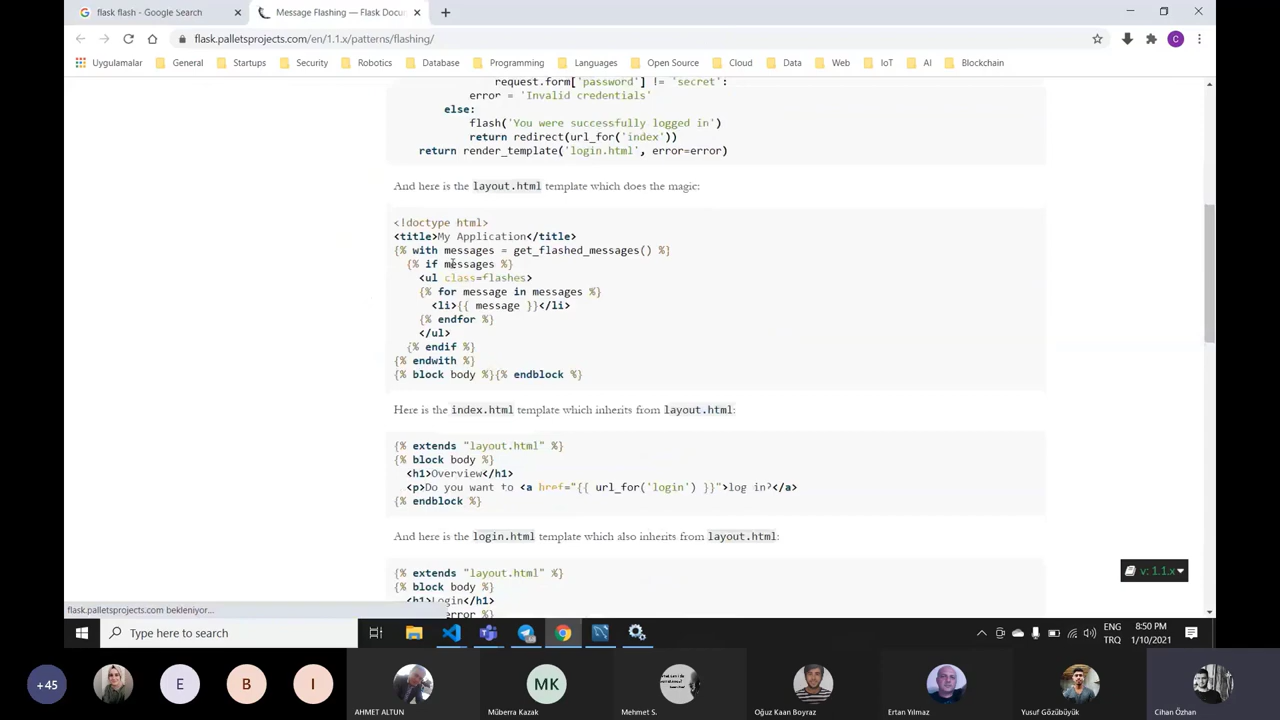 flask flash - Google Search
Message Flashing — Flask Docu
flask.palletsprojects.com/en/1.1.x/patterns/flashing/
C
Uygulamalar General Startups Security Robotics Database Programming Languages Open Source Cloud Data Web IoT AI Blockchain
request.form['password'] != 'secret':
error = 'Invalid credentials'
else:
flash('You were successfully logged in')
return redirect(url_for('index'))
return render_template('login.html', error=error)
And here is the layout.html template which does the magic:
<!doctype html>
<title>My Application</title>
{% with messages = get_flashed_messages() %}
{% if messages %}
<ul class=flashes>
{% for message in messages %}
<li>{{ message }}</li>
{% endfor %}
</ul>
{% endif %}
{% endwith %}
{% block body %}{% endblock %}
Here is the index.html template which inherits from layout.html:
{% extends "layout.html" %}
{% block body %}
<h1>Overview</h1>
<p>Do you want to <a href="{{ url_for('login') }}">log in?</a>
{% endblock %}
And here is the login.html template which also inherits from layout.html:
{% extends "layout.html" %}
{% block body %}
<h1>Login</h1>
error %}
v: 1.1.x
flask.palletsprojects.com bekleniyor...
Type here to search
ENG
TRQ
8:50 PM
1/10/2021
+45
E
B
I
AHMET ALTUN
MK
Müberra Kazak
Mehmet S.
Oğuz Kaan Boyraz
Ertan Yılmaz
Yusuf Gözübüyük
Cihan Özhan